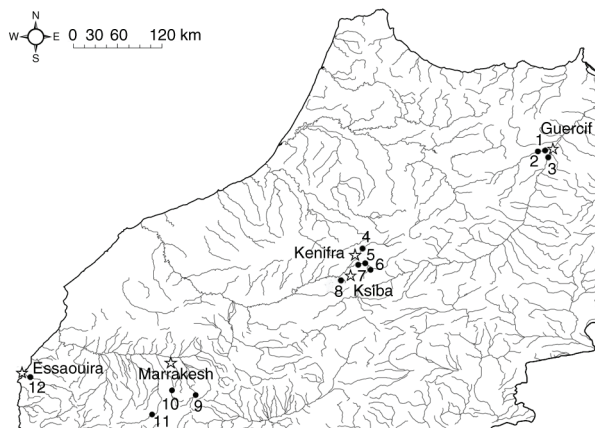 N
W E 0 30 60 120 km
S
Guercif
1
2
3
4
Kenifra 5
6
7
8 Ksiba
Essaouira
12
Marrakesh
10 9
11